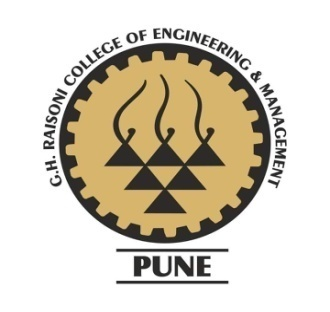 G.H. RAISONI COLLEGE OF ENGINEERING & MANAGEMENT
PUNE